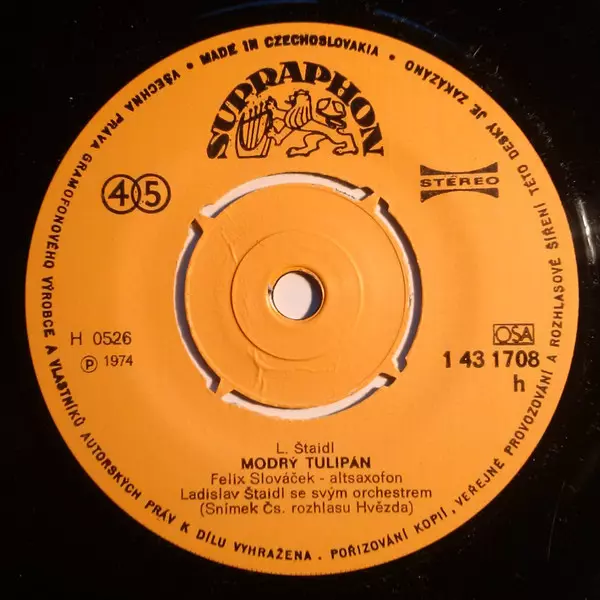 VŠECHNA PRÁVA GRAMOFONOVÉHO VÝROBCE A VLASTNÍKŮ AUTORSKÝCH PRÁV K DÍLU VYHRAŽENA. POŘIZOVÁNÍ KOPIÍ, VEŘEJNÉ PROVOZOVÁNÍ A ROZHLASOVÉ ŠÍŘENÍ TÉTO DESKY JE ZAKÁZÁNO • MADE IN CZECHOSLOVAKIA •
SUPRAPHON
45
STEREO
H 0526
℗ 1974
OSA
1 43 1708
h
L. Štaidl
MODRÝ TULIPÁN
Felix Slováček - altsaxofon
Ladislav Štaidl se svým orchestrem
(Snímek Čs. rozhlasu Hvězda)